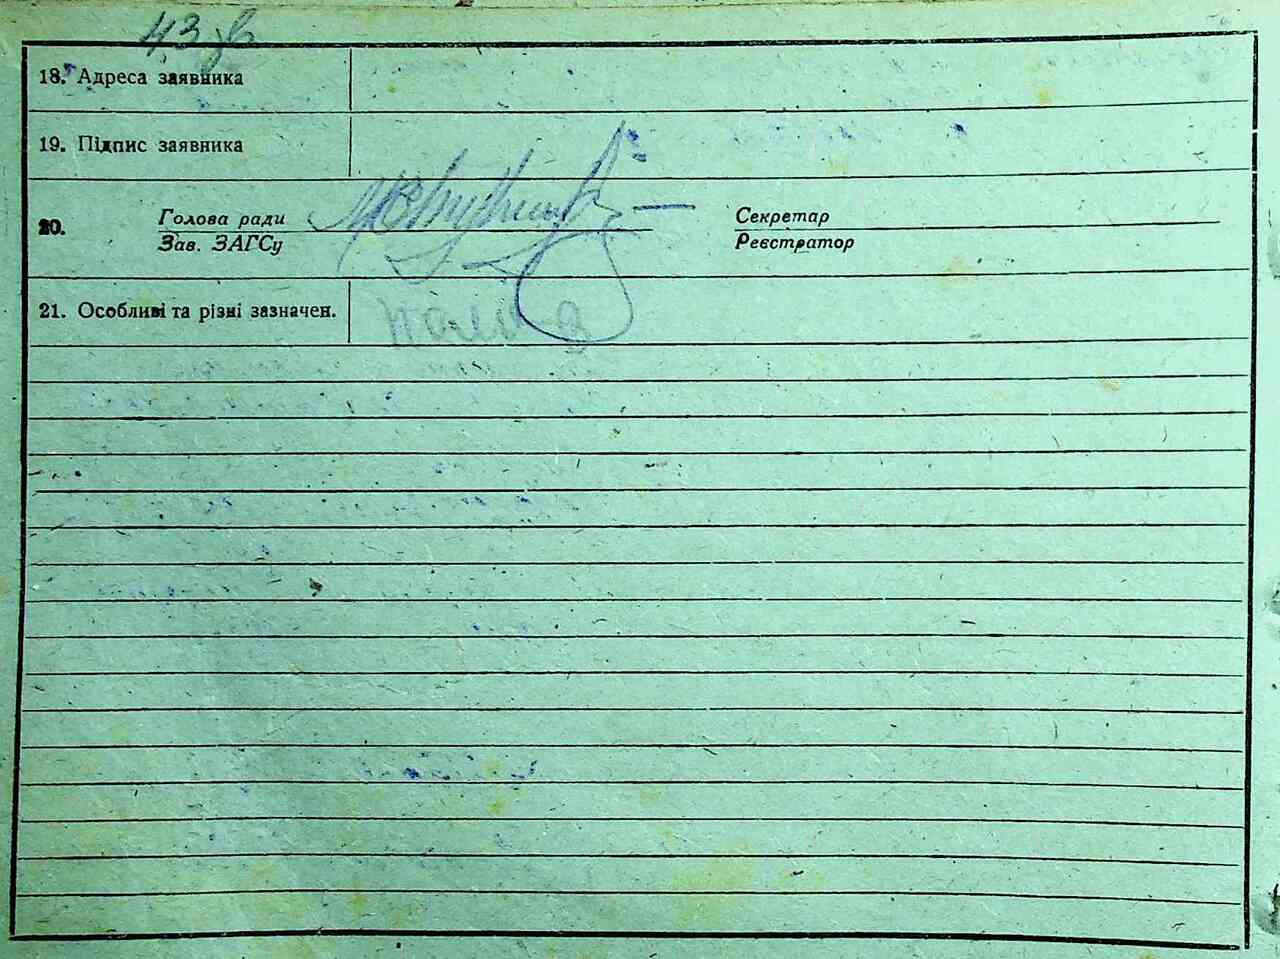 43 зв
18. Адреса заявника
19. Підпис заявника
20. Голова ради
Зав. ЗАГСу
Секретар
Реєстратор
21. Особливі та різні зазначен.